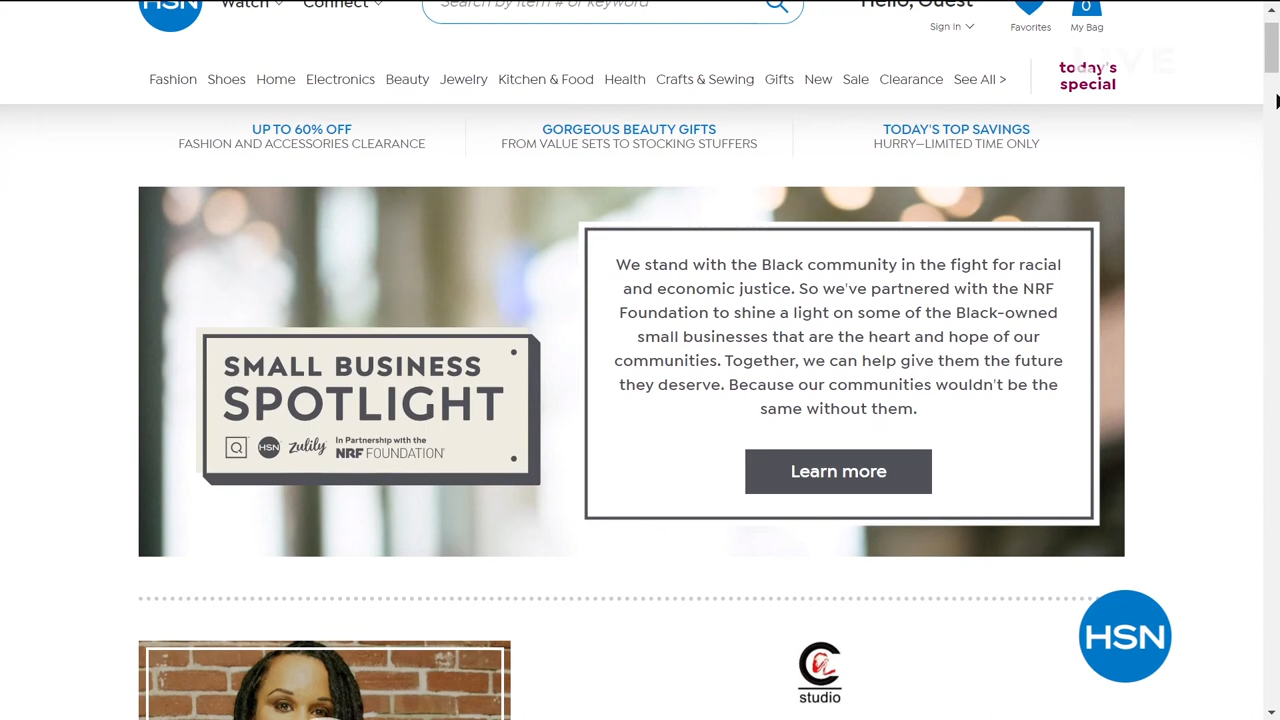 HSN
Watch
Connect
Search by item # or keyword
Hello, Guest
Sign In
Favorites
0
My Bag
Fashion Shoes Home Electronics Beauty Jewelry Kitchen & Food Health Crafts & Sewing Gifts New Sale Clearance See All >
LIVE
today's
special
UP TO 60% OFF
FASHION AND ACCESSORIES CLEARANCE
GORGEOUS BEAUTY GIFTS
FROM VALUE SETS TO STOCKING STUFFERS
TODAY'S TOP SAVINGS
HURRY—LIMITED TIME ONLY
SMALL BUSINESS
SPOTLIGHT
Q HSN zulily In Partnership with the
NRF FOUNDATION
We stand with the Black community in the fight for racial
and economic justice. So we've partnered with the NRF
Foundation to shine a light on some of the Black-owned
small businesses that are the heart and hope of our
communities. Together, we can help give them the future
they deserve. Because our communities wouldn't be the
same without them.
Learn more
studio
HSN